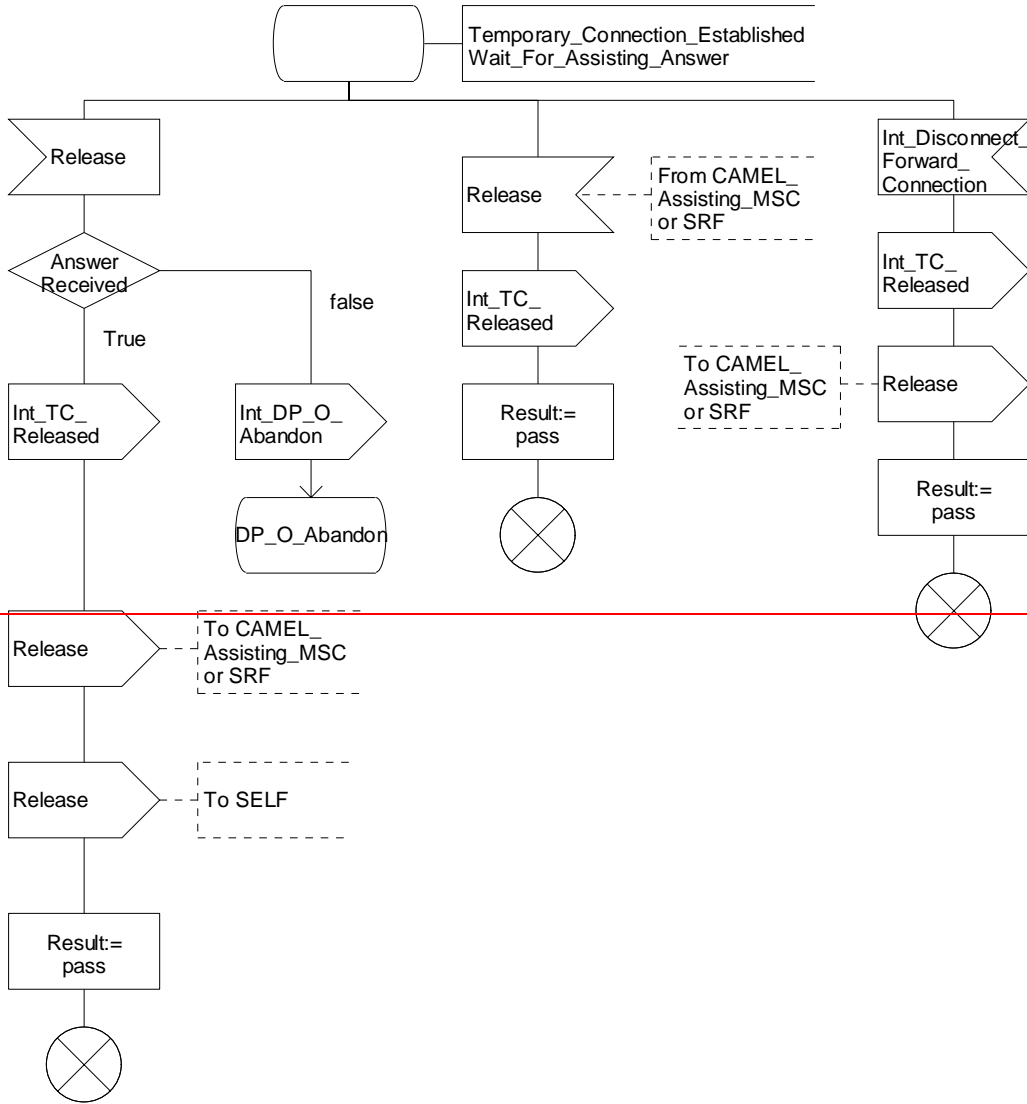 Temporary_Connection_Established
Wait_For_Assisting_Answer
Release
Answer
Received
True
false
Int_TC_
Released
Int_DP_O_
Abandon
DP_O_Abandon
Release
To CAMEL_
Assisting_MSC
or SRF
Release
To SELF
Result:=
pass
Release
From CAMEL_
Assisting_MSC
or SRF
Int_TC_
Released
Result:=
pass
Int_Disconnect_
Forward_
Connection
Int_TC_
Released
To CAMEL_
Assisting_MSC
or SRF
Release
Result:=
pass